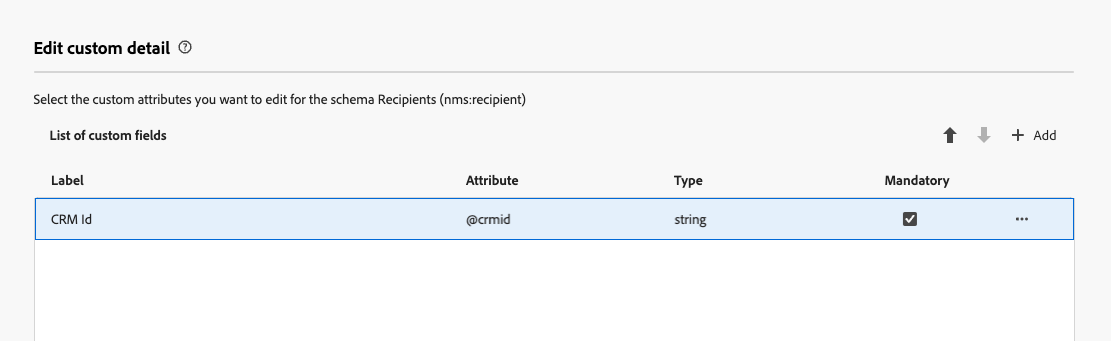 Edit custom detail
Select the custom attributes you want to edit for the schema Recipients (nms:recipient)
List of custom fields
Add
Label Attribute Type Mandatory
CRM Id @crmid string